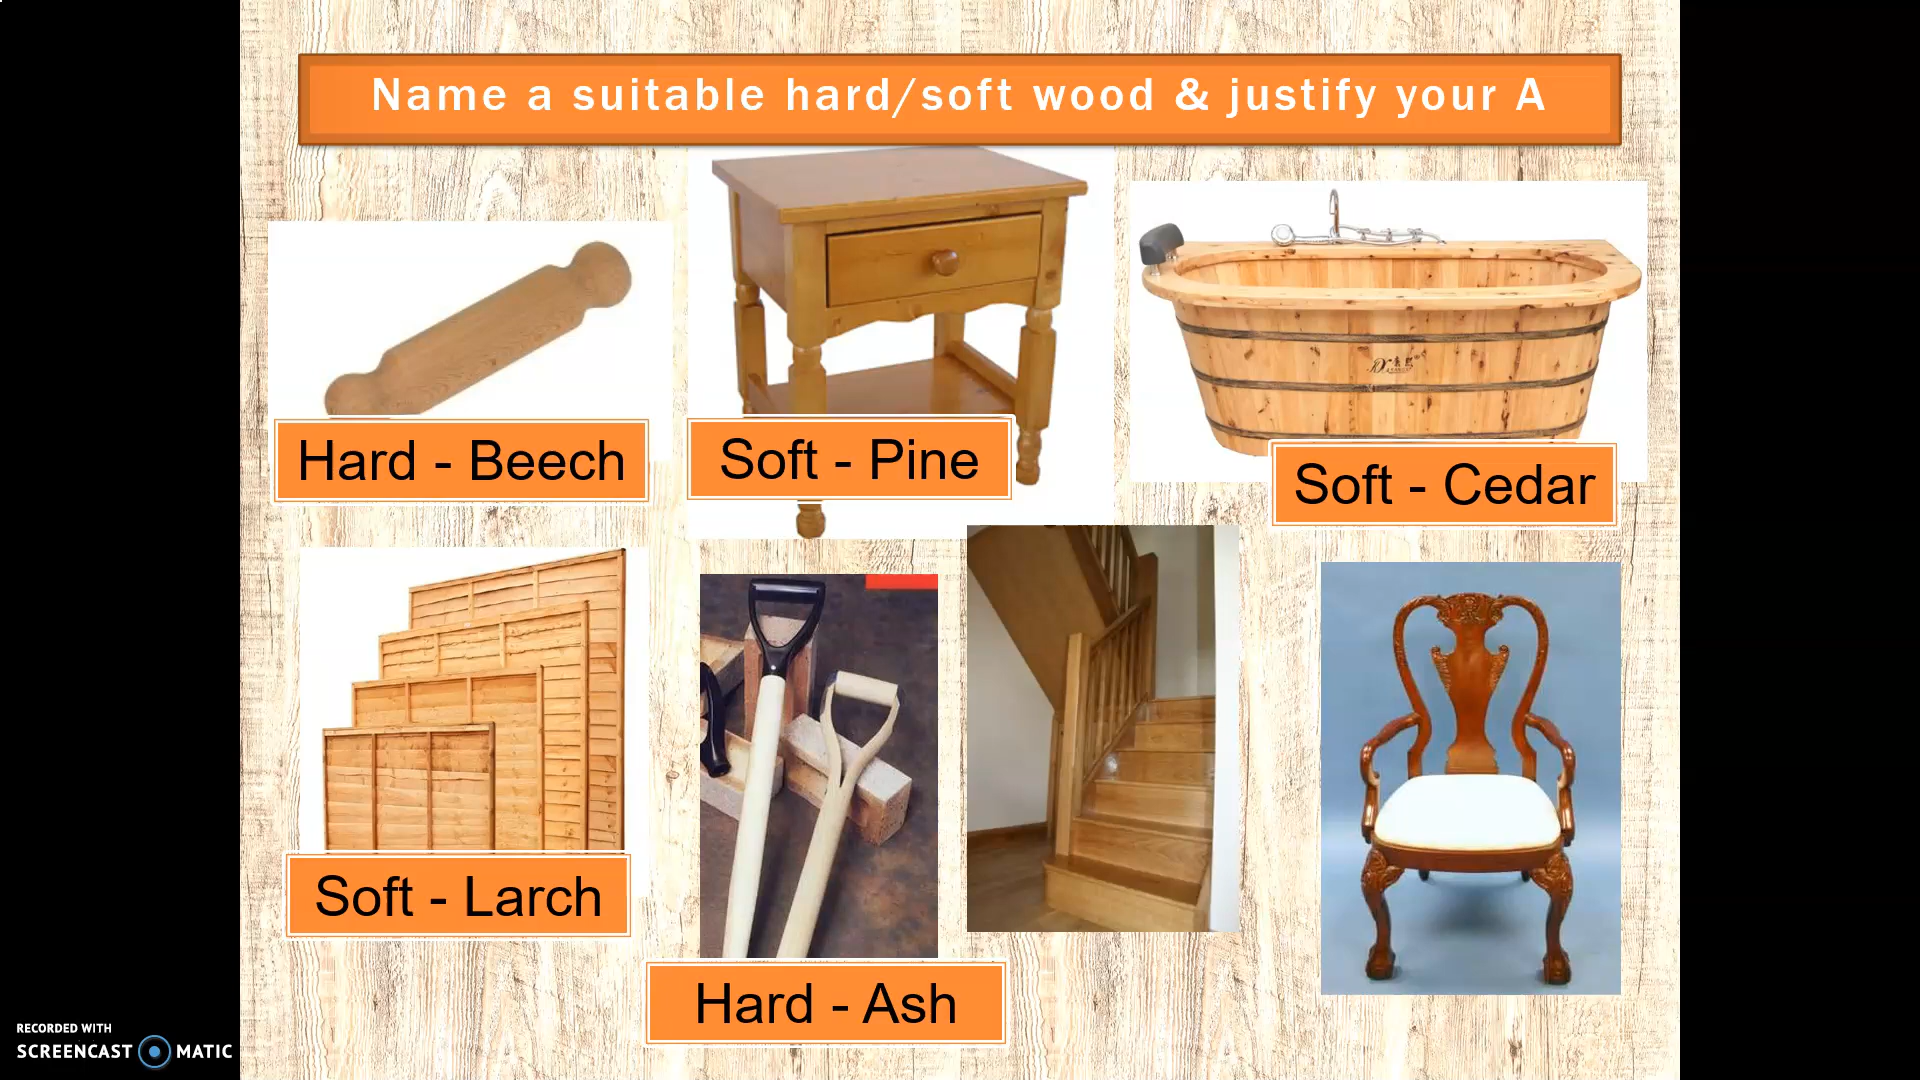 Name a suitable hard/soft wood & justify your A
Hard - Beech
Soft - Pine
Soft - Cedar
Soft - Larch
Hard - Ash
RECORDED WITH
SCREENCAST MATIC